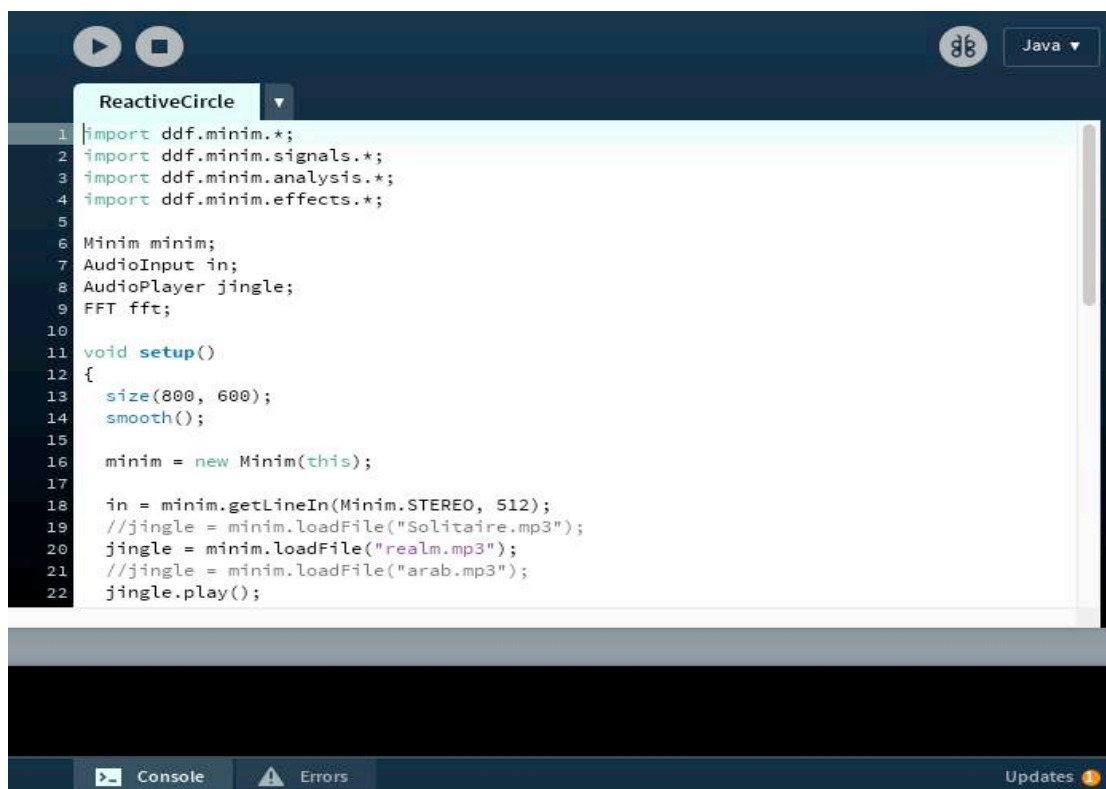 Java ▼
ReactiveCircle ▼
1 import ddf.minim.*;
2 import ddf.minim.signals.*;
3 import ddf.minim.analysis.*;
4 import ddf.minim.effects.*;
5
6 Minim minim;
7 AudioInput in;
8 AudioPlayer jingle;
9 FFT fft;
10
11 void setup()
12 {
13   size(800, 600);
14   smooth();
15
16   minim = new Minim(this);
17
18   in = minim.getLineIn(Minim.STEREO, 512);
19   //jingle = minim.loadFile("Solitaire.mp3");
20   jingle = minim.loadFile("realm.mp3");
21   //jingle = minim.loadFile("arab.mp3");
22   jingle.play();
>_ Console Errors Updates 1